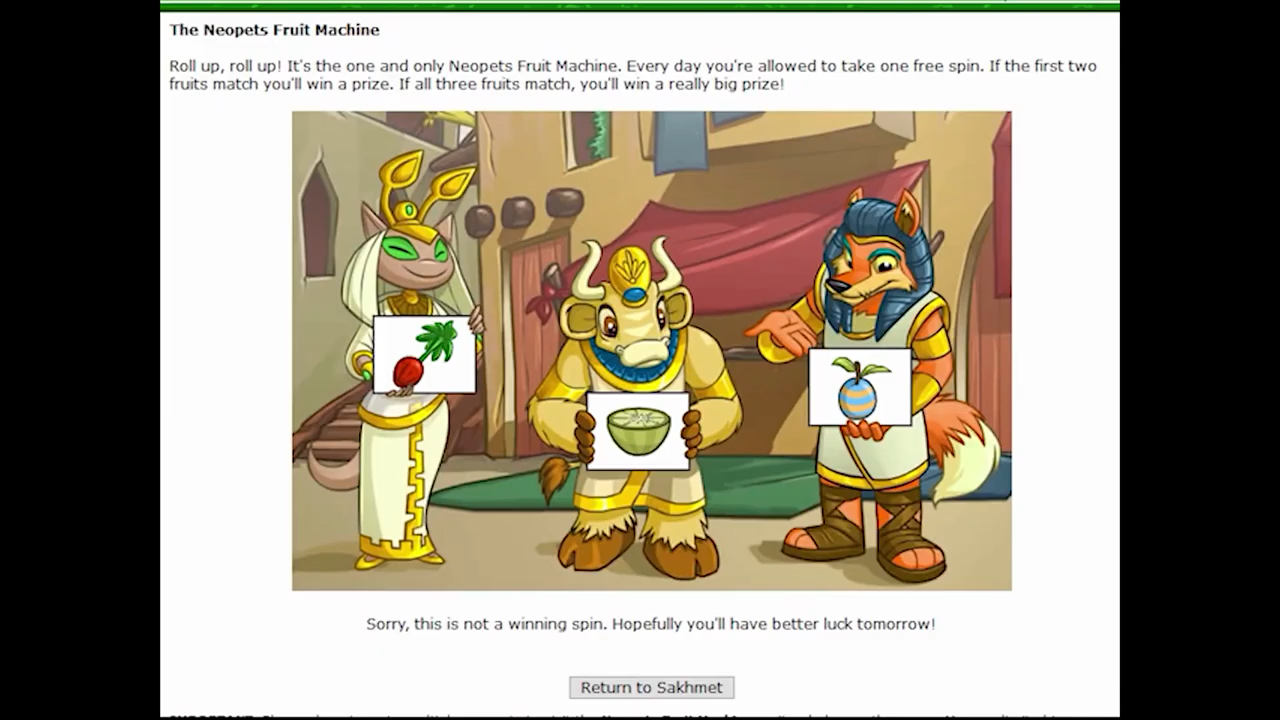 The Neopets Fruit Machine
Roll up, roll up! It's the one and only Neopets Fruit Machine. Every day you're allowed to take one free spin. If the first two
fruits match you'll win a prize. If all three fruits match, you'll win a really big prize!
Sorry, this is not a winning spin. Hopefully you'll have better luck tomorrow!
Return to Sakhmet